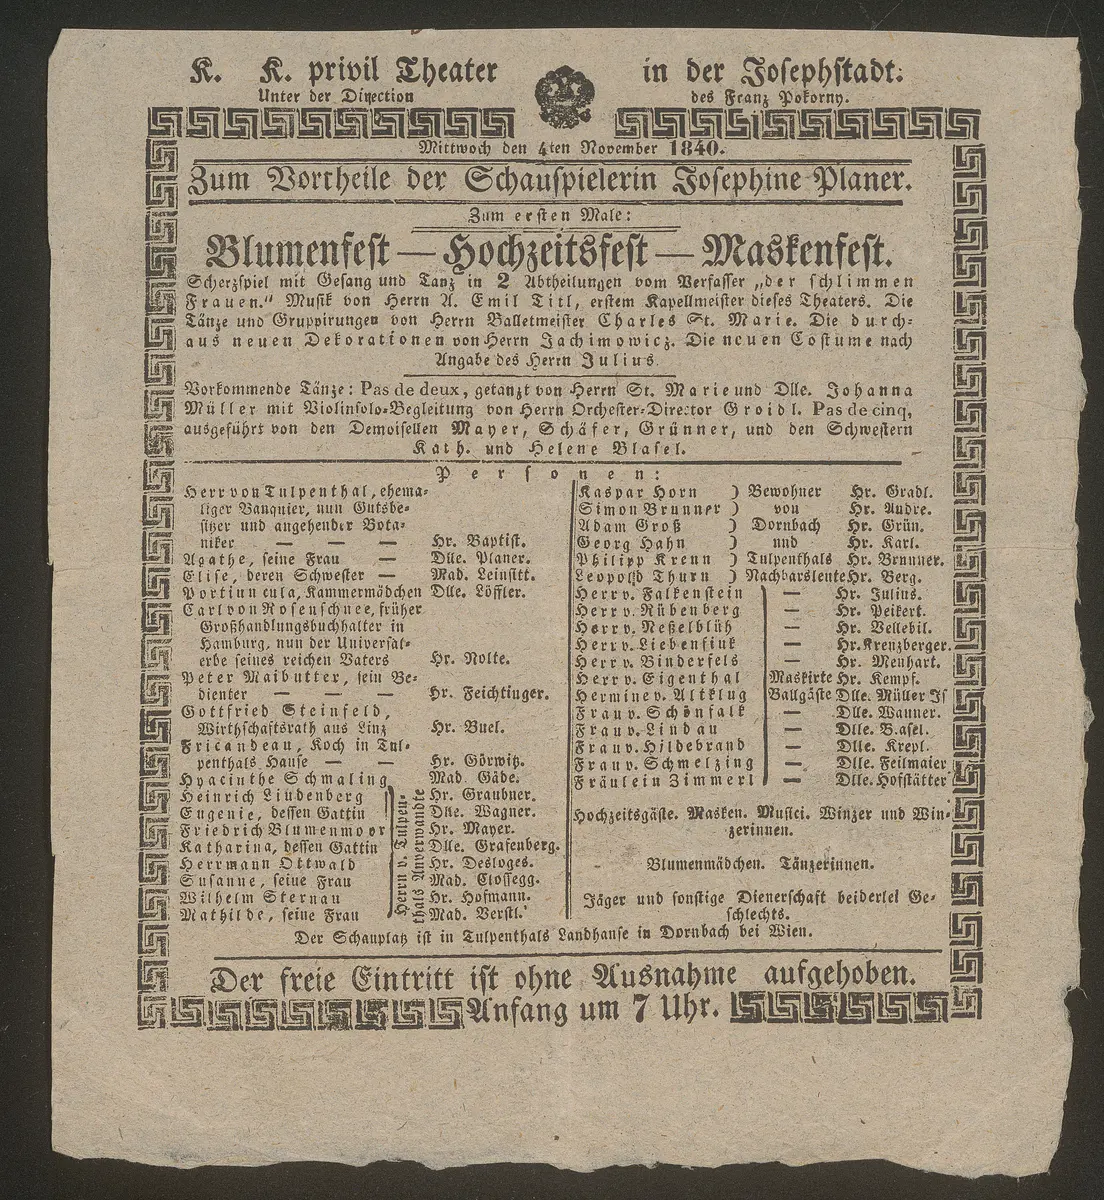 K. K. privil Theater in der Josephstadt.
Unter der Direction des Franz Pokorny.
Mittwoch den 4ten November 1840.
Zum Vortheile der Schauspielerin Josephine Planer.
Zum ersten Male:
Blumenfest — Hochzeitsfest — Maskenfest.
Scherzspiel mit Gesang und Tanz in 2 Abtheilungen vom Verfasser „der schlimmen
Frauen.“ Musik von Herrn A. Emil Titl, erstem Kapellmeister dieses Theaters. Die
Tänze und Gruppirungen von Herrn Balletmeister Charles St. Marie. Die durch-
aus neuen Dekorationen von Herrn Jachimowicz. Die neuen Costume nach
Angabe des Herrn Julius.
Vorkommende Tänze: Pas de deux, getanzt von Herrn St. Marie und Dlle. Johanna
Müller mit Violinsolo-Begleitung von Herrn Orchester-Director Groidl. Pas de cinq,
ausgeführt von den Demoisellen Mayer, Schäfer, Grünner, und den Schwestern
Kath. und Helene Blasel.
Personen:
Herr von Tulpenthal, ehema-
liger Banquier, nun Gutsbe-
sitzer und angehender Bota-
niker — — — Hr. Baptist.
Agathe, seine Frau — Dlle. Planer.
Elise, deren Schwester — Mad. Leinsitt.
Portiuncula, Kammermädchen Dlle. Löffler.
Carl von Rosenschnee, früher
Großhandlungsbuchhalter in
Hamburg, nun der Universal-
erbe seines reichen Vaters Hr. Nolte.
Peter Maibutter, sein Be-
dienter — — — Hr. Feichtinger.
Gottfried Steinfeld,
Wirthschaftsrath aus Linz Hr. Buel.
Fricandeau, Koch in Tul-
penthals Hause — — Hr. Görwitz.
Hyacinthe Schmaling Mad. Gäde.
Heinrich Lindenberg Hr. Graubner.
Eugenie, dessen Gattin Dlle. Wagner.
Friedrich Blumenmoor Hr. Mayer.
Katharina, dessen Gattin Dlle. Grafenberg.
Herrmann Ottwald Hr. Desloges.
Susanne, seine Frau Mad. Clossegg.
Wilhelm Sternau Hr. Hofmann.
Mathilde, seine Frau Mad. Verstl.
Herrn v. Tulpen-
thals Anverwandte
Kaspar Horn ) Bewohner Hr. Gradl.
Simon Brunner ) von Hr. Andre.
Adam Groß ) Dornbach Hr. Grün.
Georg Hahn ) und Hr. Karl.
Philipp Krenn ) Tulpenthals Hr. Brunner.
Leopold Thurn ) Nachbarsleute Hr. Berg.
Herr v. Falkenstein — Hr. Julius.
Herr v. Rübenberg — Hr. Peikert.
Herr v. Neßelblüh — Hr. Vellebil.
Herr v. Liebenfink — Hr. Kreuzberger.
Herr v. Binderfels — Hr. Menhart.
Herr v. Eigenthal Maskirte Hr. Kempf.
Hermine v. Altklug Ballgäste Dlle. Müller Is
Frau v. Schönfalk — Dlle. Wanner.
Frau v. Lindau — Dlle. Basel.
Frau v. Hildebrand — Dlle. Krepl.
Frau v. Schmelzing — Dlle. Feilmaier
Fräulein Zimmerl — Dlle. Hofstätter
Hochzeitsgäste. Masken. Musici. Winzer und Win-
zerinnen.
Blumenmädchen. Tänzerinnen.
Jäger und sonstige Dienerschaft beiderlei Ge-
schlechts.
Der Schauplatz ist in Tulpenthals Landhause in Dornbach bei Wien.
Der freie Eintritt ist ohne Ausnahme aufgehoben.
Anfang um 7 Uhr.